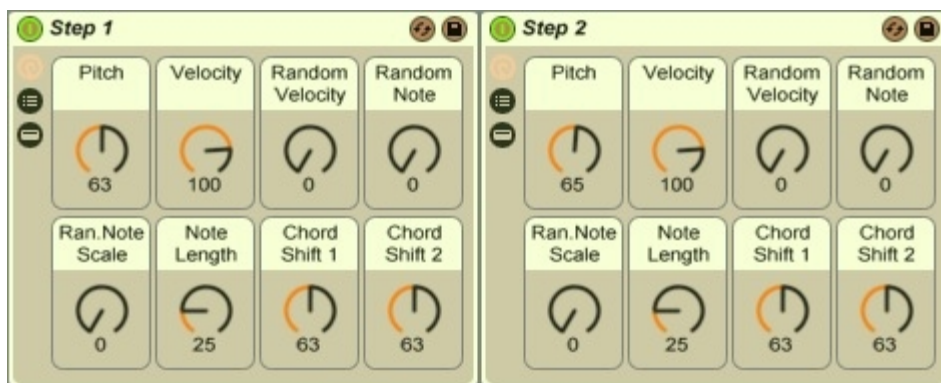 Step 1
Pitch
Velocity
Random
Velocity
Random
Note
63
100
0
0
Ran.Note
Scale
Note
Length
Chord
Shift 1
Chord
Shift 2
0
25
63
63
Step 2
Pitch
Velocity
Random
Velocity
Random
Note
65
100
0
0
Ran.Note
Scale
Note
Length
Chord
Shift 1
Chord
Shift 2
0
25
63
63